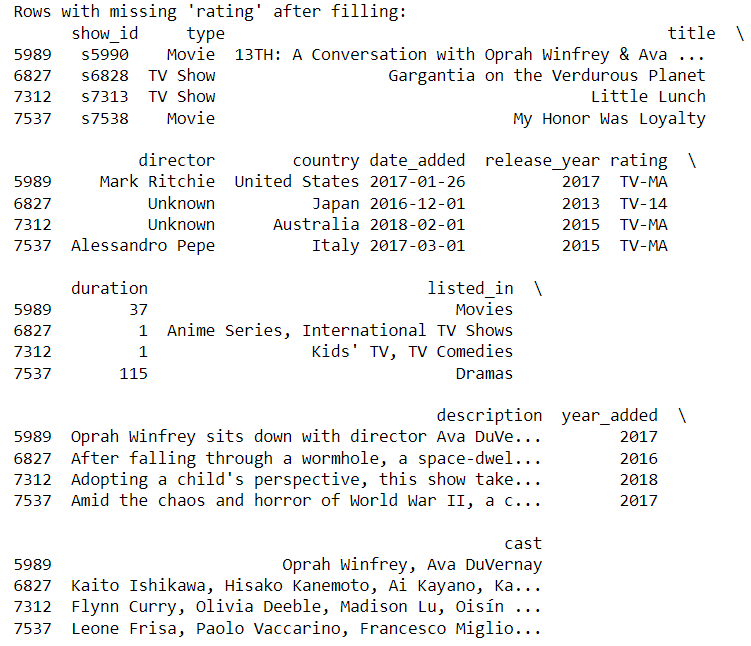 Rows with missing 'rating' after filling:
show_id type title \
5989 s5990 Movie 13TH: A Conversation with Oprah Winfrey & Ava ...
6827 s6828 TV Show Gargantia on the Verdurous Planet
7312 s7313 TV Show Little Lunch
7537 s7538 Movie My Honor Was Loyalty
director country date_added release_year rating \
5989 Mark Ritchie United States 2017-01-26 2017 TV-MA
6827 Unknown Japan 2016-12-01 2013 TV-14
7312 Unknown Australia 2018-02-01 2015 TV-MA
7537 Alessandro Pepe Italy 2017-03-01 2015 TV-MA
duration listed_in \
5989 37 Movies
6827 1 Anime Series, International TV Shows
7312 1 Kids' TV, TV Comedies
7537 115 Dramas
description year_added \
5989 Oprah Winfrey sits down with director Ava DuVe... 2017
6827 After falling through a wormhole, a space-dwel... 2016
7312 Adopting a child's perspective, this show take... 2018
7537 Amid the chaos and horror of World War II, a c... 2017
cast
5989 Oprah Winfrey, Ava DuVernay
6827 Kaito Ishikawa, Hisako Kanemoto, Ai Kayano, Ka...
7312 Flynn Curry, Olivia Deeble, Madison Lu, Oisín ...
7537 Leone Frisa, Paolo Vaccarino, Francesco Miglio...